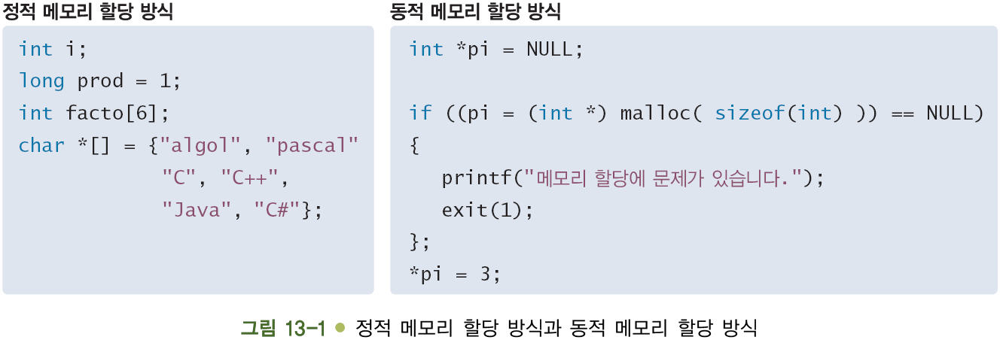 정적 메모리 할당 방식
int i;
long prod = 1;
int facto[6];
char *[] = {"algol", "pascal"
"C", "C++",
"Java", "C#"};
동적 메모리 할당 방식
int *pi = NULL;
if ((pi = (int *) malloc( sizeof(int) )) == NULL)
{
printf("메모리 할당에 문제가 있습니다.");
exit(1);
};
*pi = 3;
그림 13-1 ● 정적 메모리 할당 방식과 동적 메모리 할당 방식